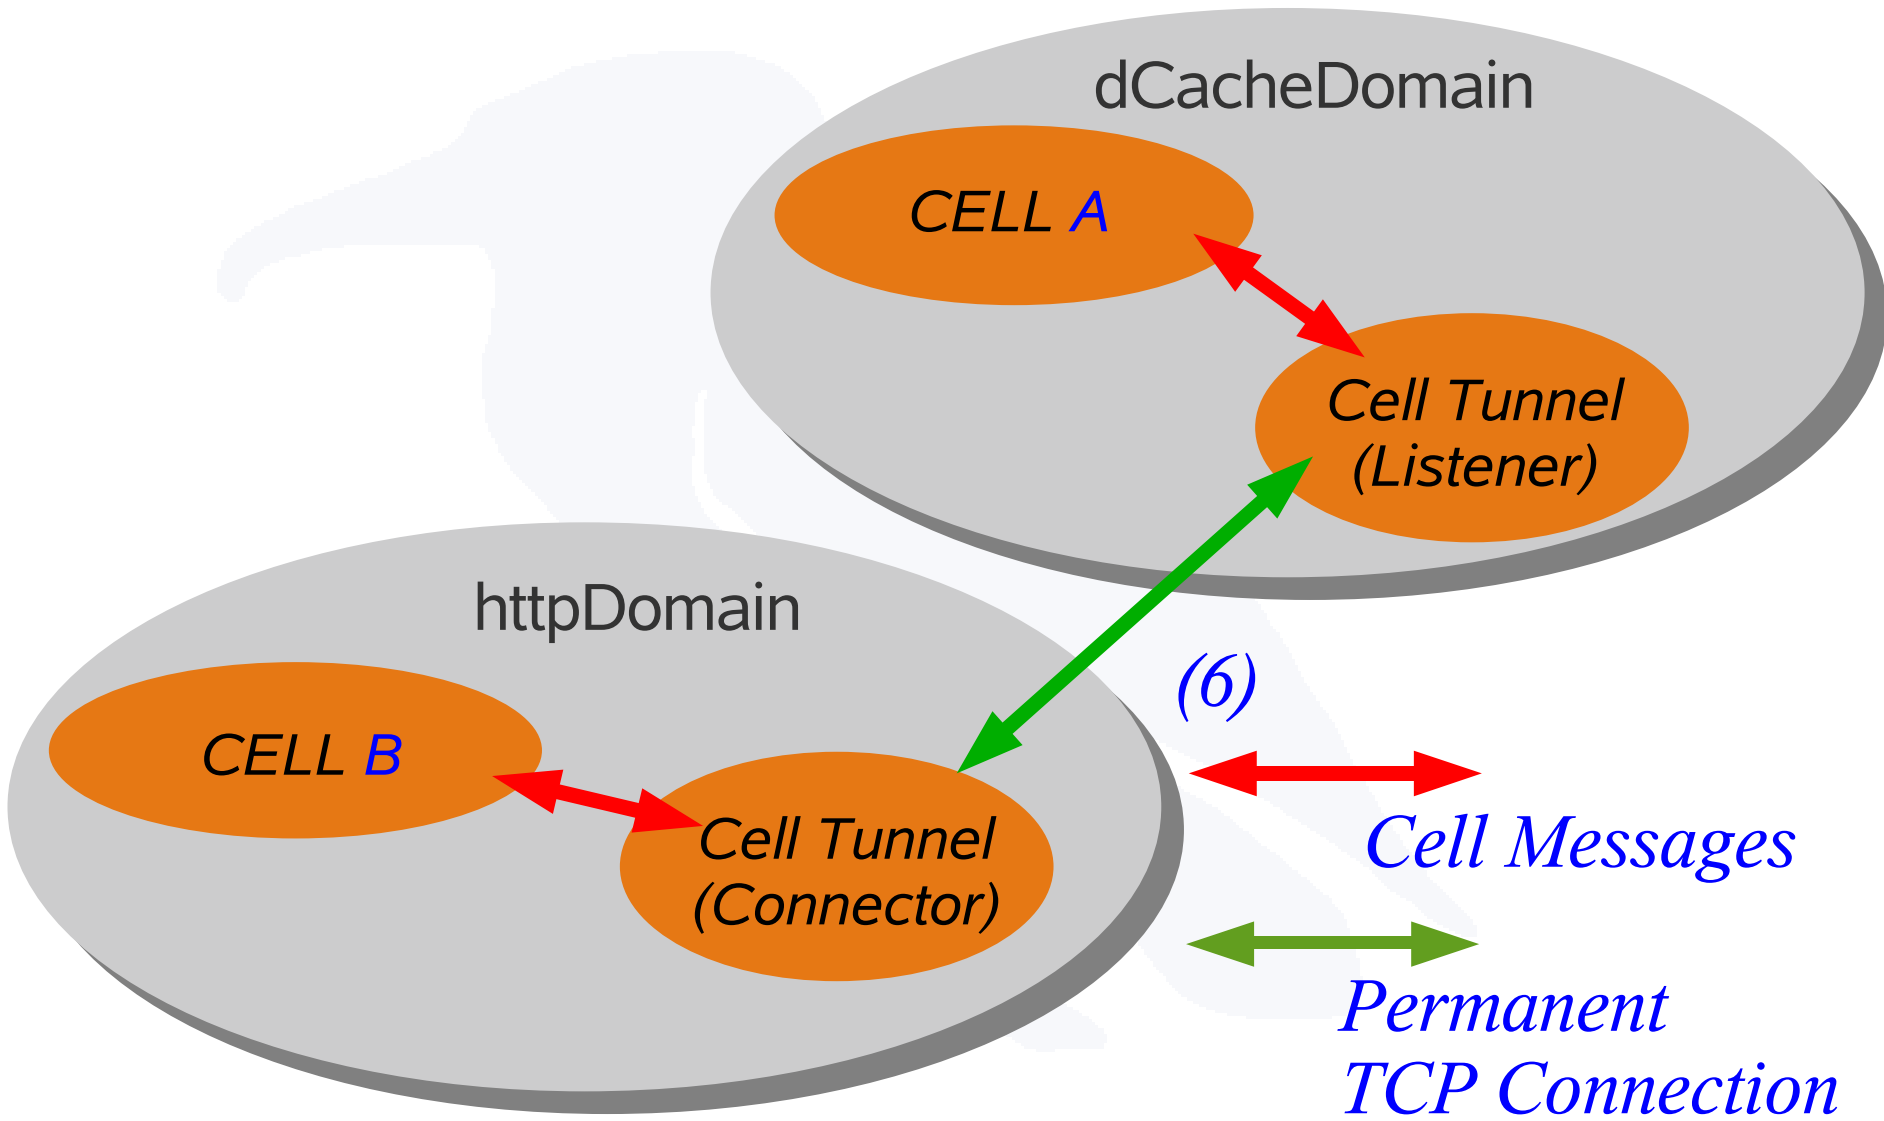 dCacheDomain
CELL A
Cell Tunnel
(Listener)
httpDomain
CELL B
Cell Tunnel
(Connector)
(6)
Cell Messages
Permanent
TCP Connection